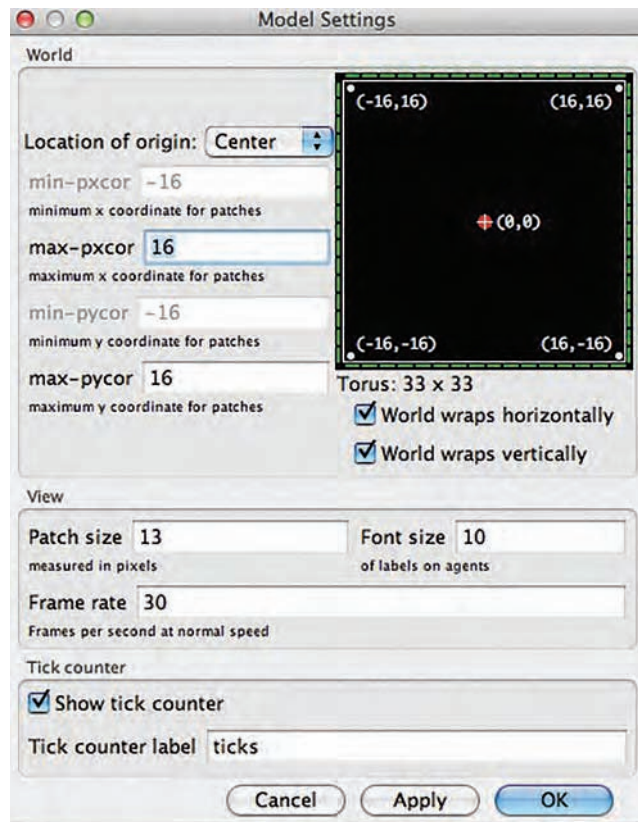 Model Settings
World
Location of origin: Center
min-pxcor -16
minimum x coordinate for patches
max-pxcor 16
maximum x coordinate for patches
min-pycor -16
minimum y coordinate for patches
max-pycor 16
maximum y coordinate for patches
(-16,16) (16,16)
(0,0)
(-16,-16) (16,-16)
Torus: 33 x 33
World wraps horizontally
World wraps vertically
View
Patch size 13 Font size 10
measured in pixels of labels on agents
Frame rate 30
Frames per second at normal speed
Tick counter
Show tick counter
Tick counter label ticks
Cancel Apply OK